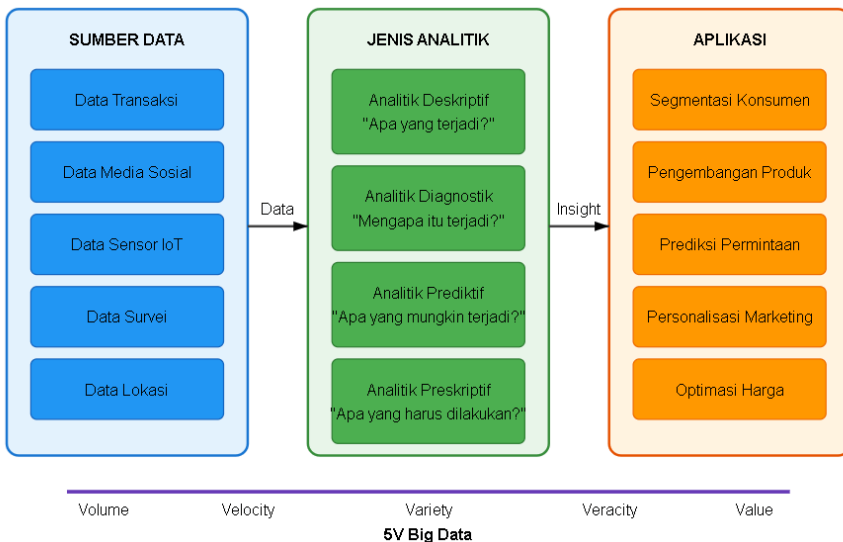 SUMBER DATA
Data Transaksi
Data Media Sosial
Data Sensor IoT
Data Survei
Data Lokasi
Data
JENIS ANALITIK
Analitik Deskriptif
"Apa yang terjadi?"
Analitik Diagnostik
"Mengapa itu terjadi?"
Analitik Prediktif
"Apa yang mungkin terjadi?"
Analitik Preskriptif
"Apa yang harus dilakukan?"
Insight
APLIKASI
Segmentasi Konsumen
Pengembangan Produk
Prediksi Permintaan
Personalisasi Marketing
Optimasi Harga
Volume
Velocity
Variety
Veracity
Value
5V Big Data